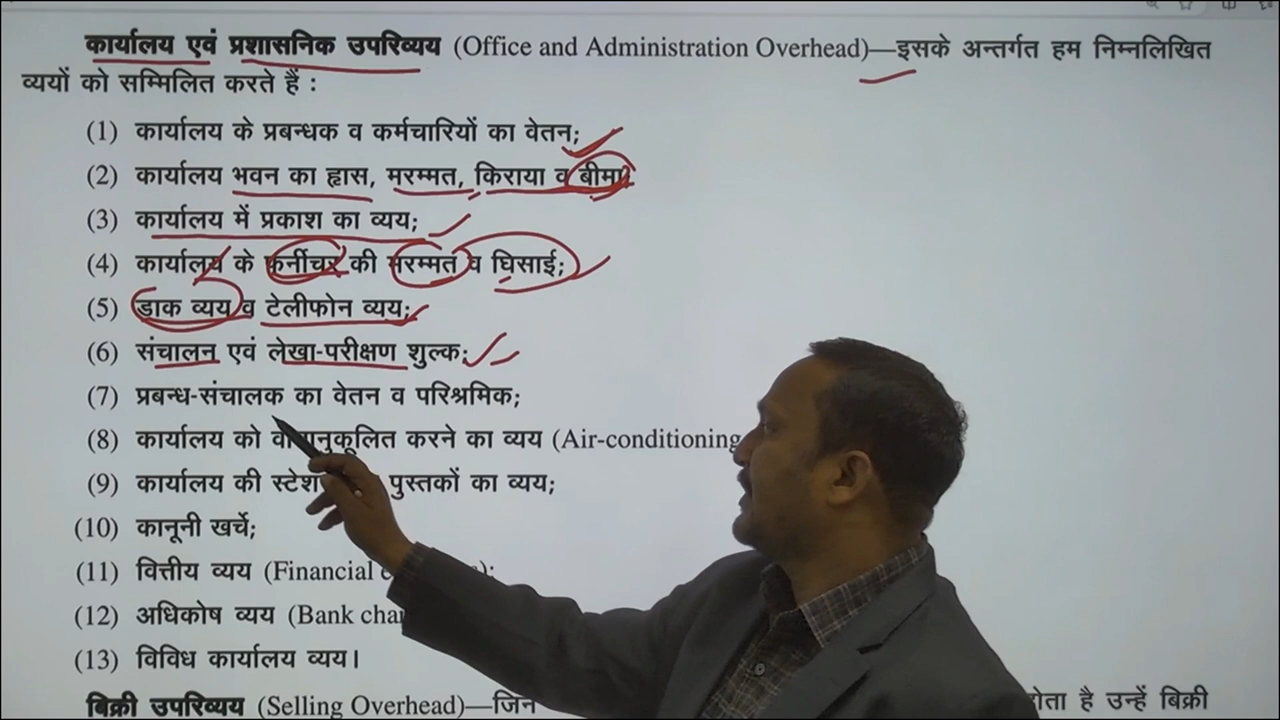 कार्यालय एवं प्रशासनिक उपरिव्यय (Office and Administration Overhead)—इसके अन्तर्गत हम निम्नलिखित
व्ययों को सम्मिलित करते हैं :
(1) कार्यालय के प्रबन्धक व कर्मचारियों का वेतन;
(2) कार्यालय भवन का ह्रास, मरम्मत, किराया व बीमा
(3) कार्यालय में प्रकाश का व्यय;
(4) कार्यालय के फर्नीचर की मरम्मत व घिसाई;
(5) डाक व्यय व टेलीफोन व्यय;
(6) संचालन एवं लेखा-परीक्षण शुल्क;
(7) प्रबन्ध-संचालक का वेतन व परिश्रमिक;
(8) कार्यालय को करने का व्यय (Air-conditioning
(9) कार्यालय की पुस्तकों का व्यय;
(10) कानूनी खर्चे;
(11) वित्तीय व्यय (Financial
(12) अधिकोष व्यय (Bank
(13) विविध कार्यालय व्यय।
बिक्री उपरिव्यय (Selling Overhead)—जिन है उन्हें बिक्री